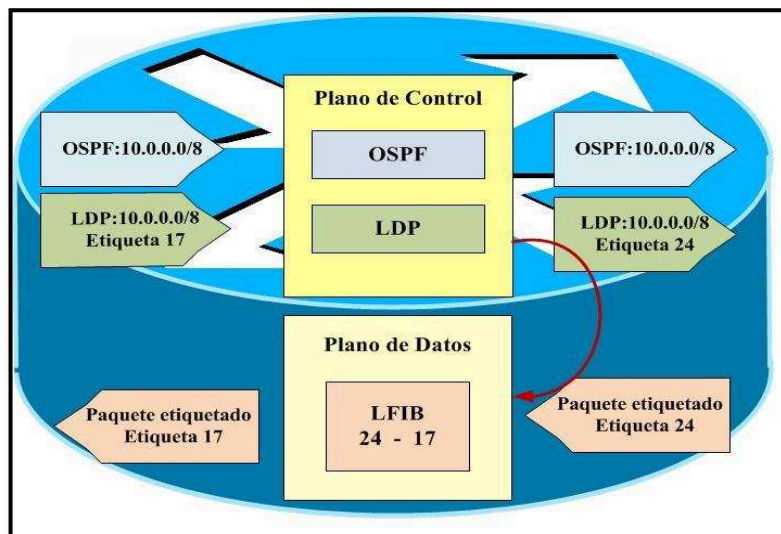 Plano de Control
OSPF:10.0.0.0/8
OSPF
OSPF:10.0.0.0/8
LDP:10.0.0.0/8
Etiqueta 17
LDP
LDP:10.0.0.0/8
Etiqueta 24
Plano de Datos
Paquete etiquetado
Etiqueta 17
LFIB
24 - 17
Paquete etiquetado
Etiqueta 24